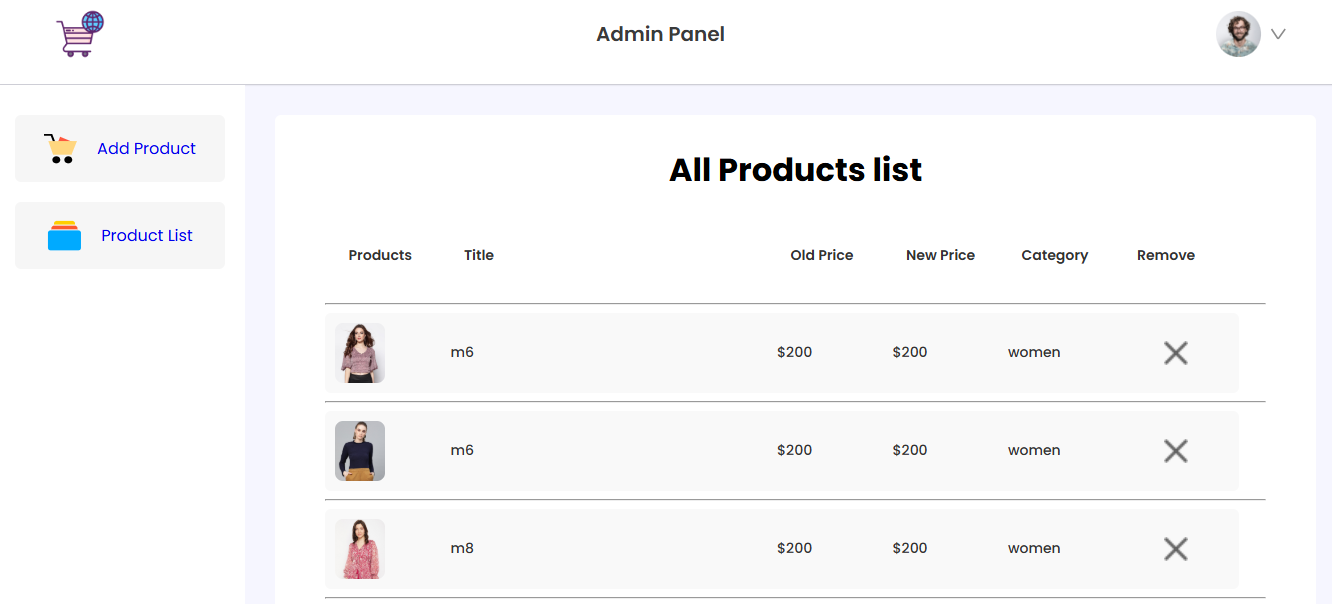 Admin Panel
Add Product
Product List
All Products list
Products Title Old Price New Price Category Remove
m6 $200 $200 women
m6 $200 $200 women
m8 $200 $200 women